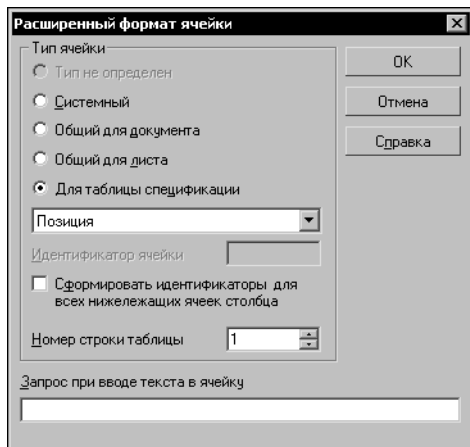 Расширенный формат ячейки
Тип ячейки
Тип не определен
Системный
Общий для документа
Общий для листа
Для таблицы спецификации
Позиция
Идентификатор ячейки
Сформировать идентификаторы для
всех нижележащих ячеек столбца
Номер строки таблицы 1
Запрос при вводе текста в ячейку
OK
Отмена
Справка